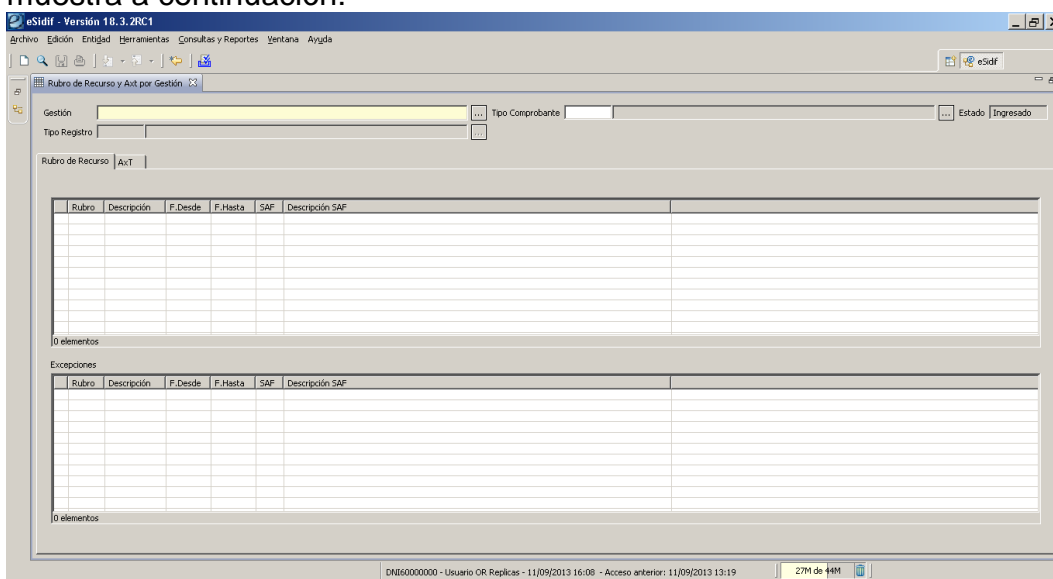 muestra a continuación.
eSidif - Versión 18.3.2RC1
Archivo Edición Entidad Herramientas Consultas y Reportes Ventana Ayuda
eSidif
Rubro de Recurso y Axt por Gestión
Gestión ... Tipo Comprobante ... Estado Ingresado
Tipo Registro ...
Rubro de Recurso AxT
Rubro Descripción F.Desde F.Hasta SAF Descripción SAF
0 elementos
Excepciones
Rubro Descripción F.Desde F.Hasta SAF Descripción SAF
0 elementos
DNI60000000 - Usuario OR Replicas - 11/09/2013 16:08 - Acceso anterior: 11/09/2013 13:19 27M de 44M